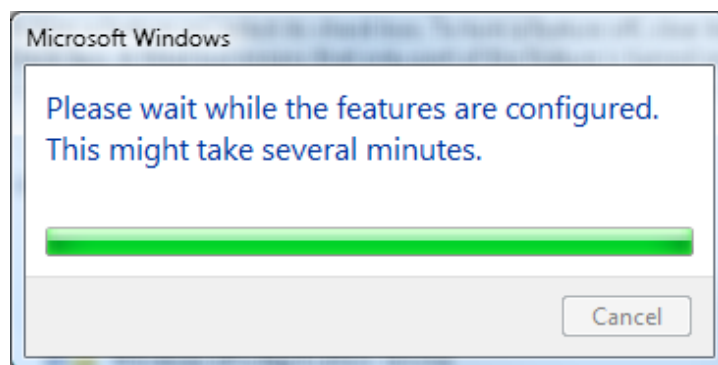 Microsoft Windows
Please wait while the features are configured.
This might take several minutes.
Cancel